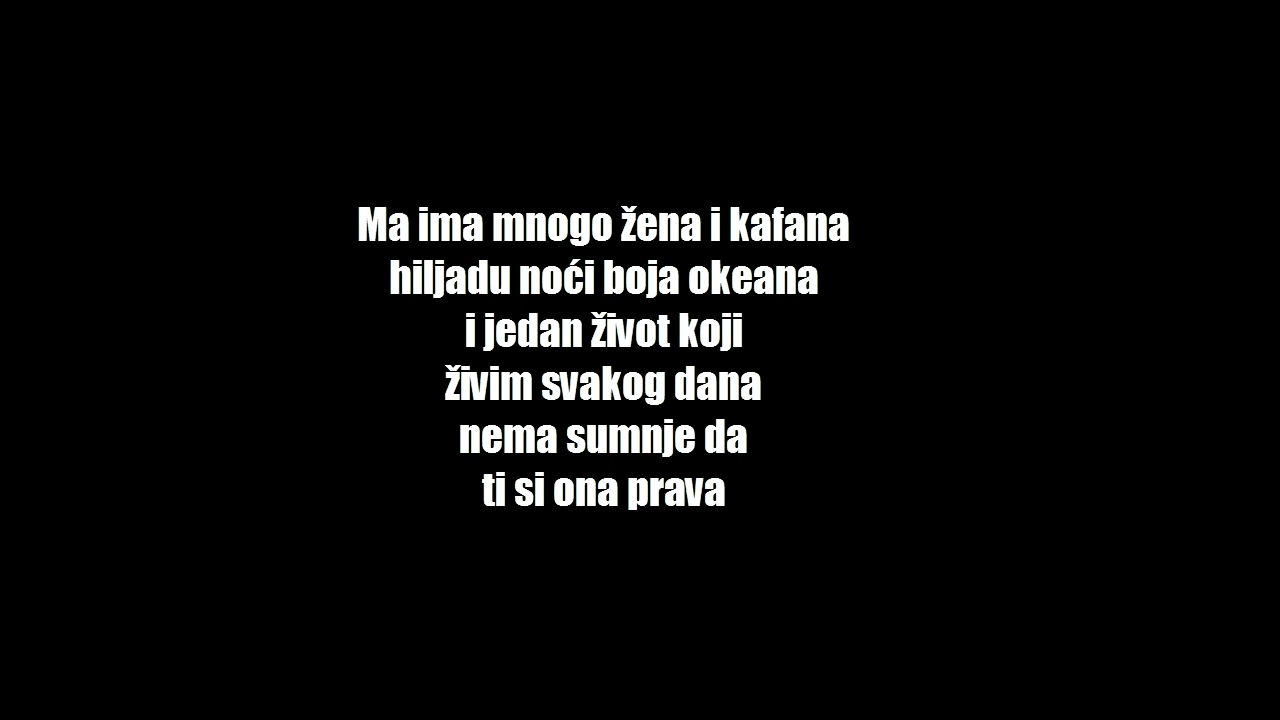 Ma ima mnogo žena i kafana
hiljadu noći boja okeana
i jedan život koji
živim svakog dana
nema sumnje da
ti si ona prava